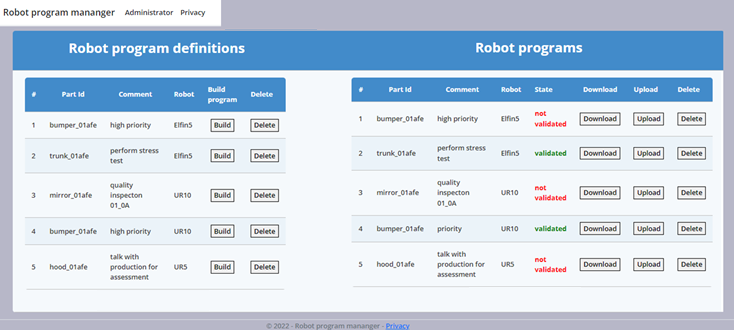 Robot program mananger Administrator Privacy
Robot program definitions
# Part Id Comment Robot Build program Delete
1 bumper_01afe high priority Elfin5 Build Delete
2 trunk_01afe perform stress test Elfin5 Build Delete
3 mirror_01afe quality inspecton 01_0A UR10 Build Delete
4 bumper_01afe high priority UR10 Build Delete
5 hood_01afe talk with production for assessment UR5 Build Delete
Robot programs
# Part Id Comment Robot State Download Upload Delete
1 bumper_01afe high priority Elfin5 not validated Download Upload Delete
2 trunk_01afe perform stress test Elfin5 validated Download Upload Delete
3 mirror_01afe quality inspecton 01_0A UR10 not validated Download Upload Delete
4 bumper_01afe priority UR10 validated Download Upload Delete
5 hood_01afe talk with production for assessment UR5 not validated Download Upload Delete
© 2022 - Robot program mananger - Privacy